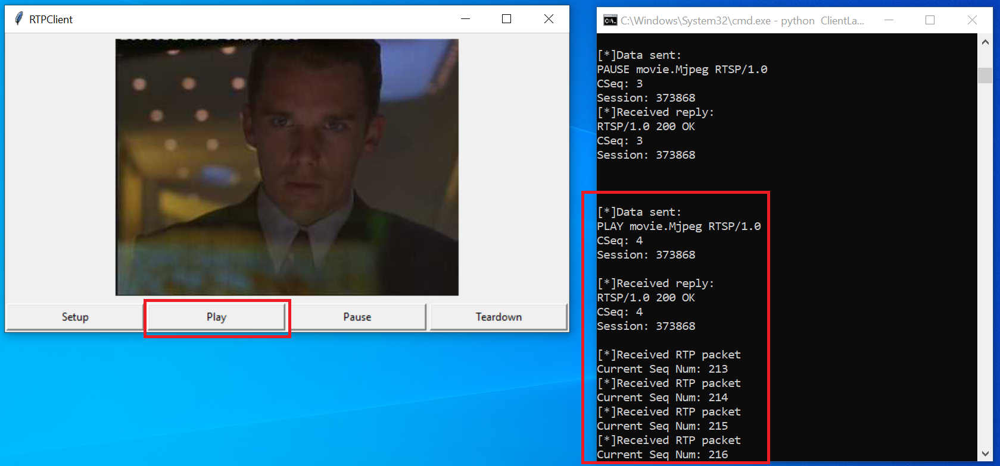 RTPClient
Setup
Play
Pause
Teardown
C:\Windows\System32\cmd.exe - python  ClientLa...
[*]Data sent:
PAUSE movie.Mjpeg RTSP/1.0
CSeq: 3
Session: 373868
[*]Received reply:
RTSP/1.0 200 OK
CSeq: 3
Session: 373868
[*]Data sent:
PLAY movie.Mjpeg RTSP/1.0
CSeq: 4
Session: 373868
[*]Received reply:
RTSP/1.0 200 OK
CSeq: 4
Session: 373868
[*]Received RTP packet
Current Seq Num: 213
[*]Received RTP packet
Current Seq Num: 214
[*]Received RTP packet
Current Seq Num: 215
[*]Received RTP packet
Current Seq Num: 216